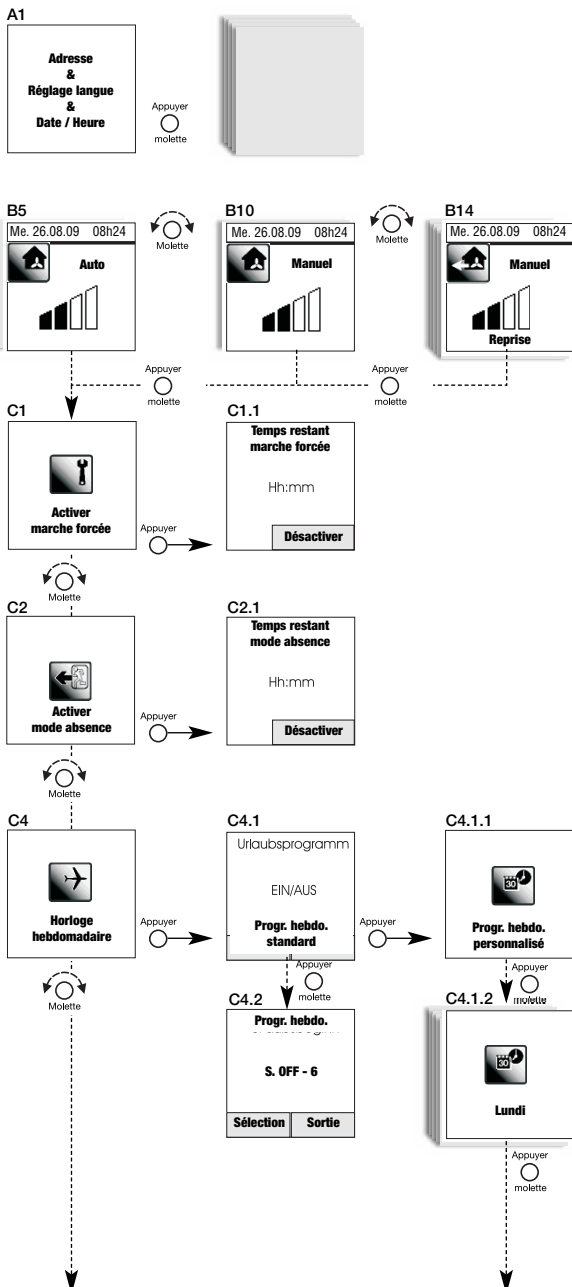 A1
Adresse
&
Réglage langue
&
Date / Heure
Appuyer
molette
B5
Me. 26.08.09 08h24
Auto
Molette
B10
Me. 26.08.09 08h24
Manuel
Molette
B14
Me. 26.08.09 08h24
Manuel
Reprise
Appuyer
molette
Appuyer
molette
C1
Activer
marche forcée
Appuyer
C1.1
Temps restant
marche forcée
Hh:mm
Désactiver
Molette
C2
Activer
mode absence
Appuyer
C2.1
Temps restant
mode absence
Hh:mm
Désactiver
Molette
C4
Horloge
hebdomadaire
Appuyer
C4.1
Urlaubsprogramm
EIN/AUS
Progr. hebdo.
standard
Appuyer
C4.1.1
30
Progr. hebdo.
personnalisé
Molette
Appuyer
molette
Appuyer
molette
C4.2
Progr. hebdo.
S. OFF - 6
Sélection Sortie
C4.1.2
30
Lundi
Appuyer
molette